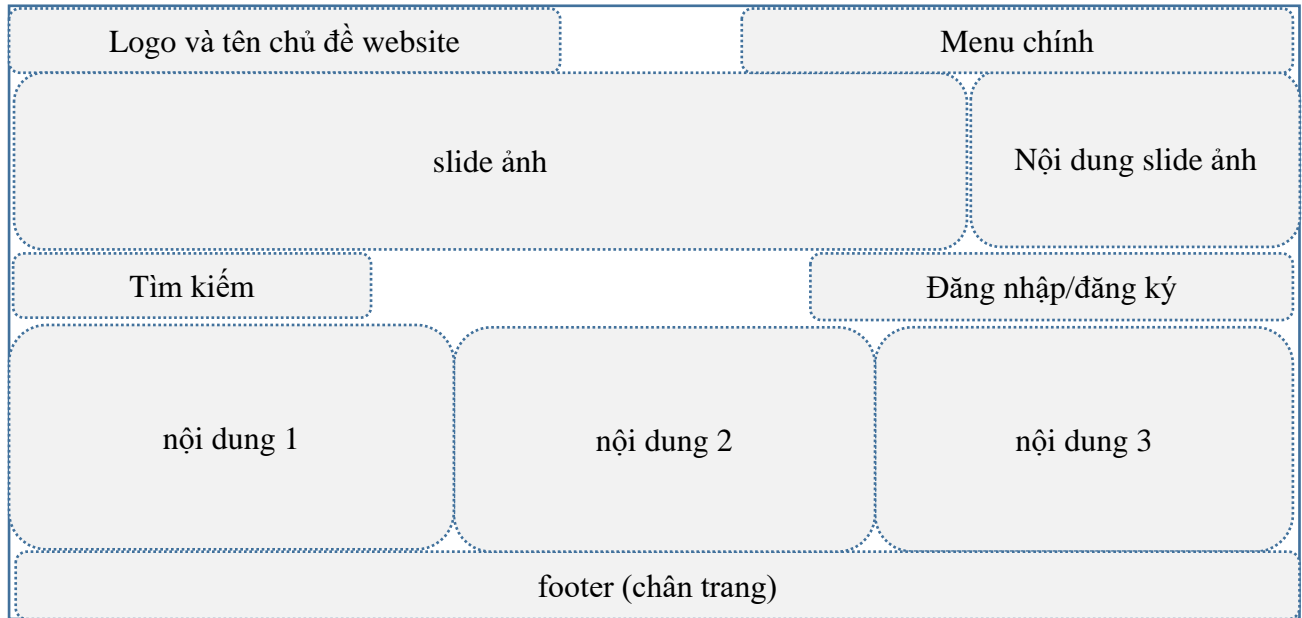 Logo và tên chủ đề website
Menu chính
slide ảnh
Nội dung slide ảnh
Tìm kiếm
Đăng nhập/đăng ký
nội dung 1
nội dung 2
nội dung 3
footer (chân trang)